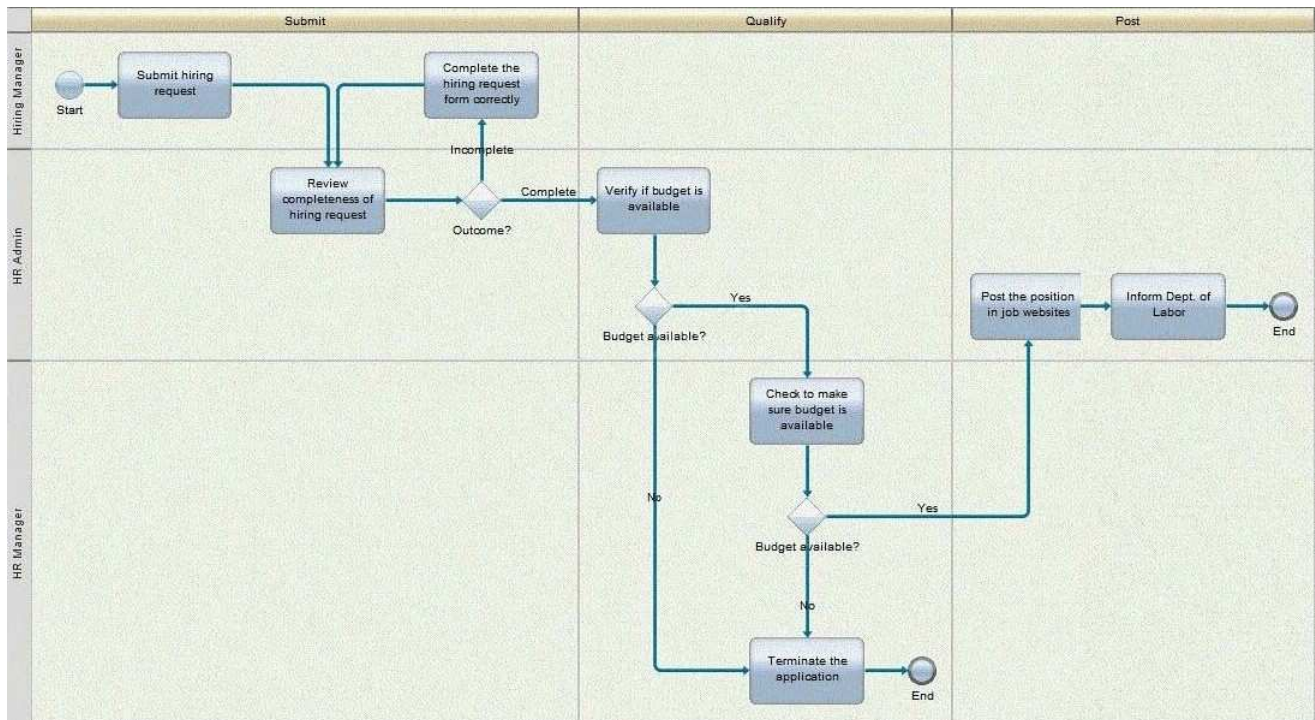 Submit
Qualify
Post
Hiring Manager
Start
Submit hiring
request
Complete the
hiring request
form correctly
Incomplete
HR Admin
Review
completeness of
hiring request
Outcome?
Complete
Verify if budget is
available
Budget available?
Yes
Post the position
in job websites
Inform Dept. of
Labor
End
HR Manager
Check to make
sure budget is
available
No
Budget available?
Yes
No
Terminate the
application
End